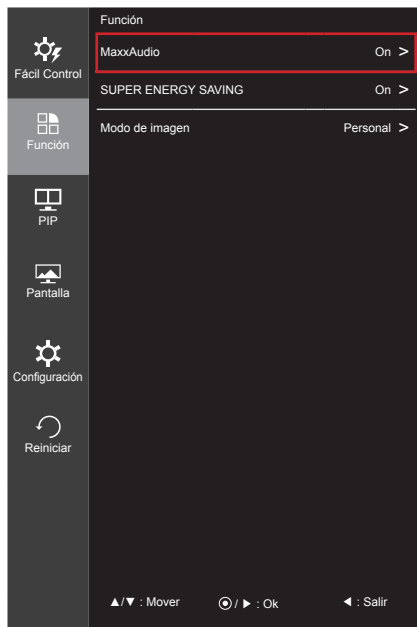 Función
Fácil Control
MaxxAudio On >
SUPER ENERGY SAVING On >
Función
Modo de imagen Personal >
PIP
Pantalla
Configuración
Reiniciar
▲/▼ : Mover ⦿ / ► : Ok ◄ : Salir